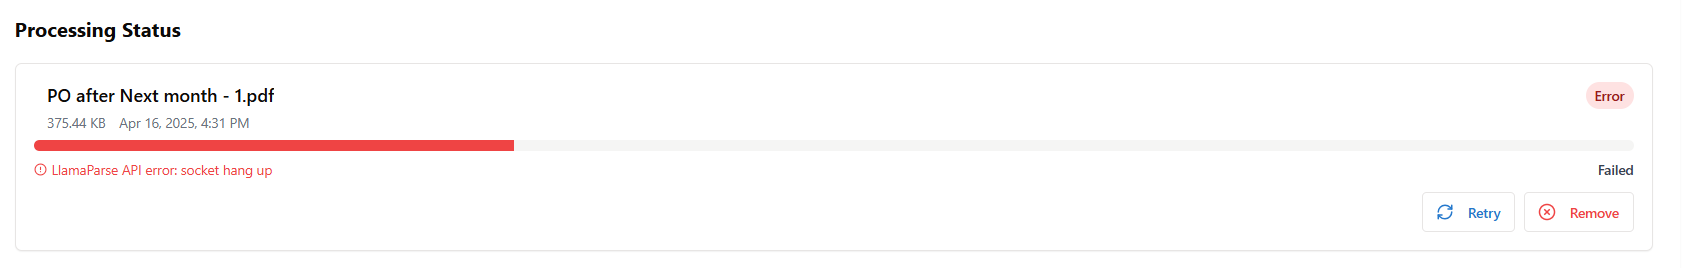 Processing Status
PO after Next month - 1.pdf
Error
375.44 KB Apr 16, 2025, 4:31 PM
LlamaParse API error: socket hang up
Failed
Retry
Remove